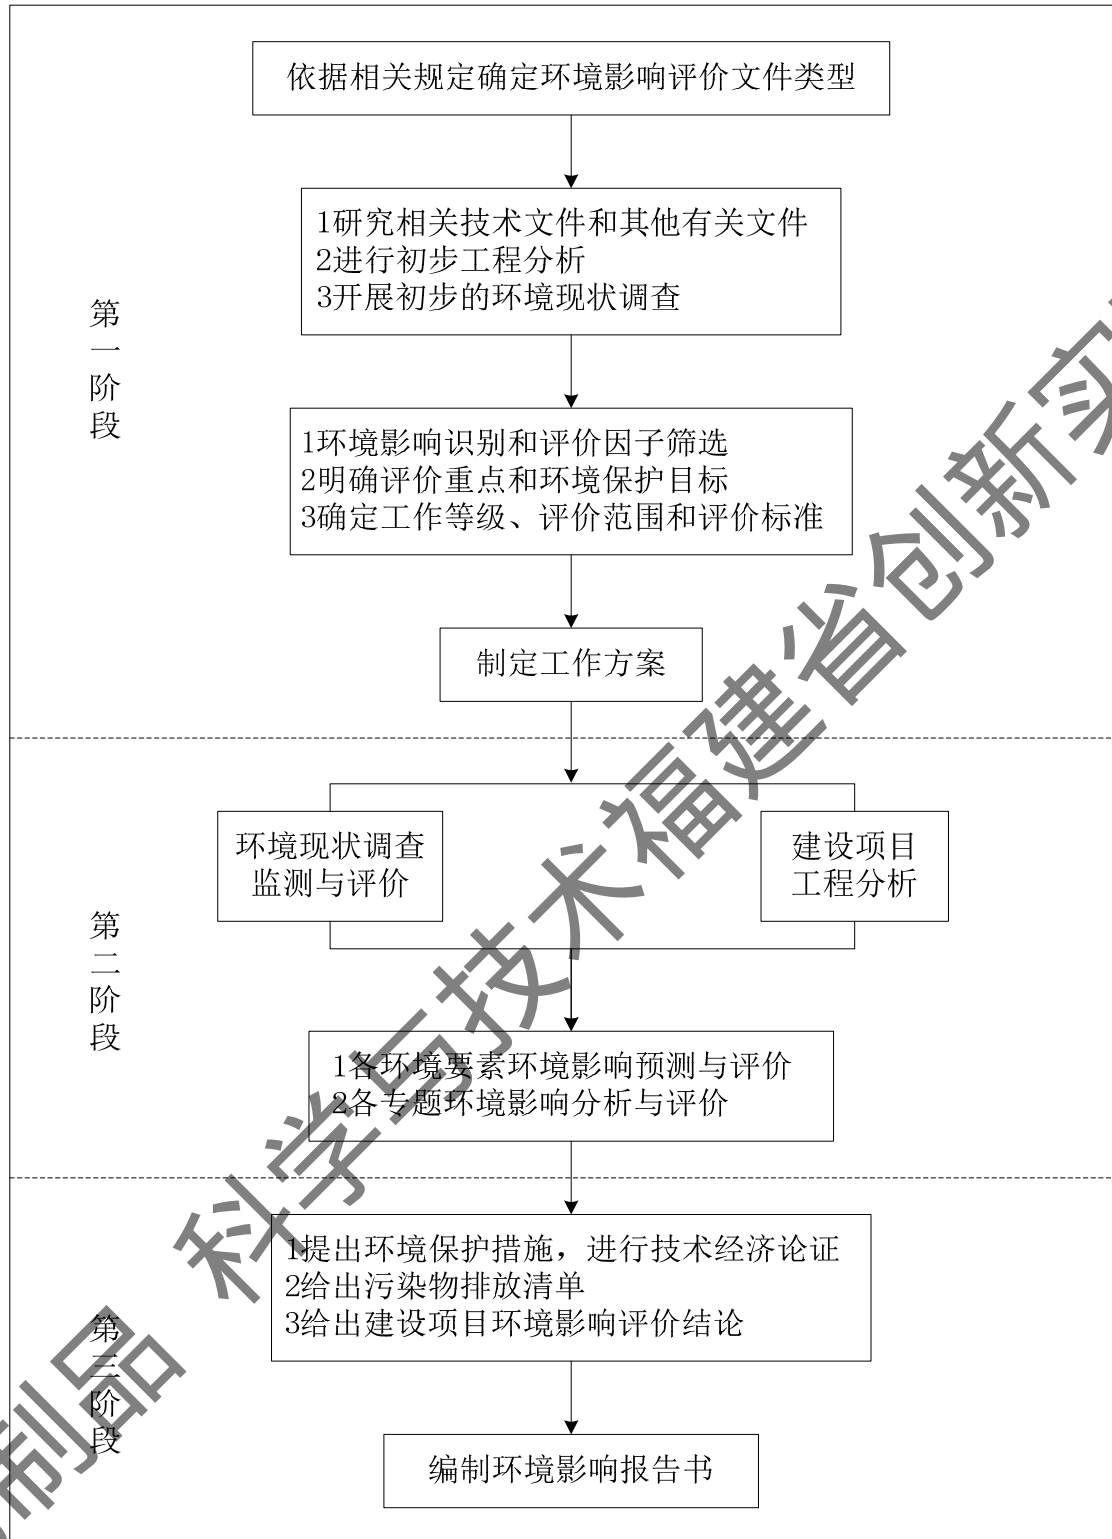 依据相关规定确定环境影响评价文件类型
1研究相关技术文件和其他有关文件
2进行初步工程分析
3开展初步的环境现状调查
第一阶段
1环境影响识别和评价因子筛选
2明确评价重点和环境保护目标
3确定工作等级、评价范围和评价标准
制定工作方案
环境现状调查
监测与评价
建设项目
工程分析
第二阶段
1各环境要素环境影响预测与评价
2各专题环境影响分析与评价
1提出环境保护措施，进行技术经济论证
2给出污染物排放清单
3给出建设项目环境影响评价结论
第三阶段
编制环境影响报告书
制品 科学与技术福建省创新实